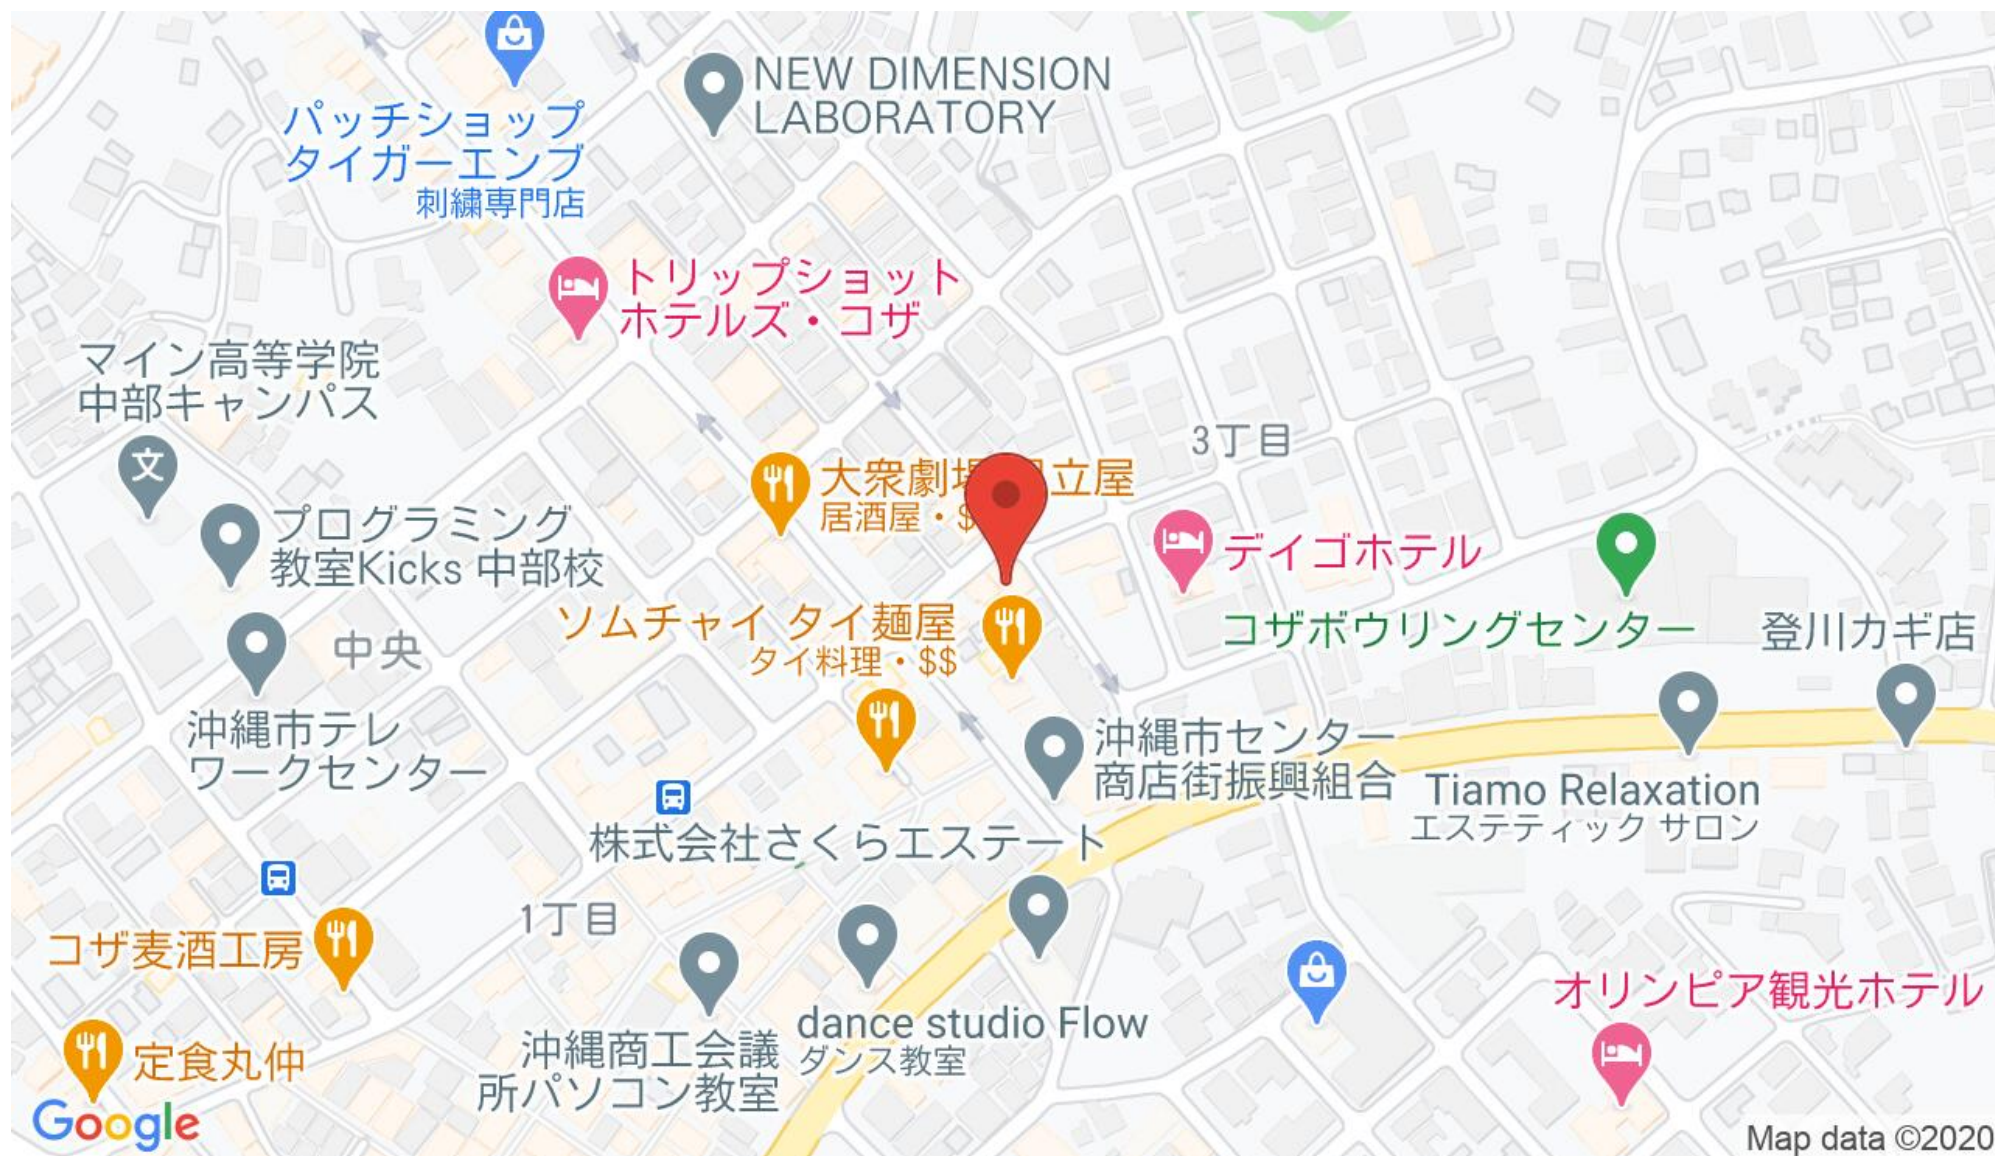 NEW DIMENSION
LABORATORY
パッチショップ
タイガーエンブ
刺繍専門店
トリップショット
ホテルズ・コザ
マイン高等学院
中部キャンパス
文
3丁目
大衆劇場 立屋
居酒屋・$
プログラミング
教室Kicks 中部校
デイゴホテル
ソムチャイ タイ麺屋
タイ料理・$$
コザボウリングセンター
登川カギ店
中央
沖縄市テレ
ワークセンター
沖縄市センター
商店街振興組合
Tiamo Relaxation
エステティック サロン
株式会社さくらエステート
1丁目
コザ麦酒工房
オリンピア観光ホテル
dance studio Flow
ダンス教室
沖縄商工会議
所パソコン教室
定食丸仲
Google
Map data ©2020